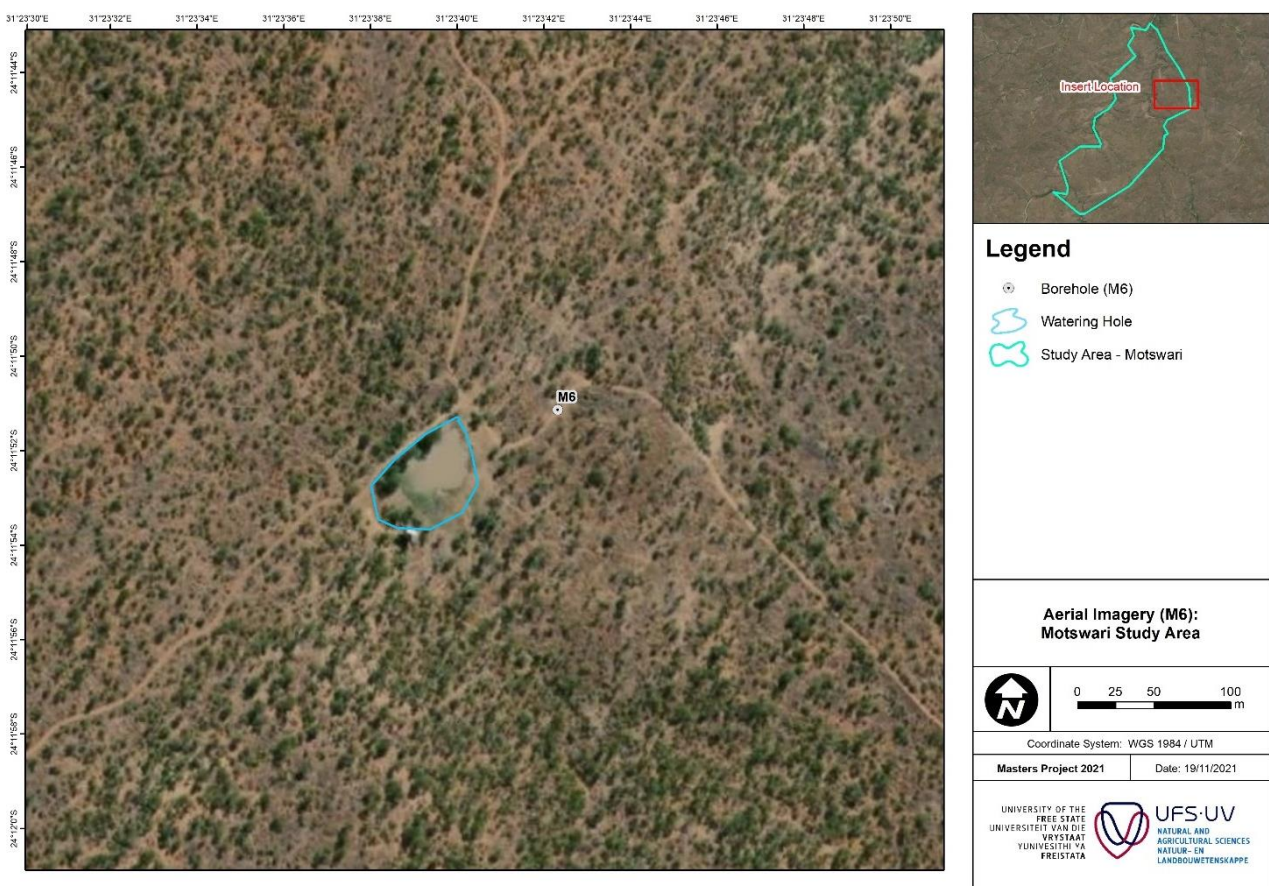 31°23'30"E
31°23'32"E
31°23'34"E
31°23'36"E
31°23'38"E
31°23'40"E
31°23'42"E
31°23'44"E
31°23'46"E
31°23'48"E
31°23'50"E
24°11'44"S
24°11'46"S
24°11'48"S
24°11'50"S
24°11'52"S
24°11'54"S
24°11'56"S
24°11'58"S
24°12'0"S
M6
Insert Location
Legend
Borehole (M6)
Watering Hole
Study Area - Motswari
Aerial Imagery (M6):
Motswari Study Area
N
0 25 50 100
m
Coordinate System: WGS 1984 / UTM
Masters Project 2021
Date: 19/11/2021
UNIVERSITY OF THE
FREE STATE
UNIVERSITEIT VAN DIE
VRYSTAAT
YUNIVESITHI YA
FREISTATA
UFS·UV
NATURAL AND
AGRICULTURAL SCIENCES
NATUUR- EN
LANDBOUWETENSKAPPE